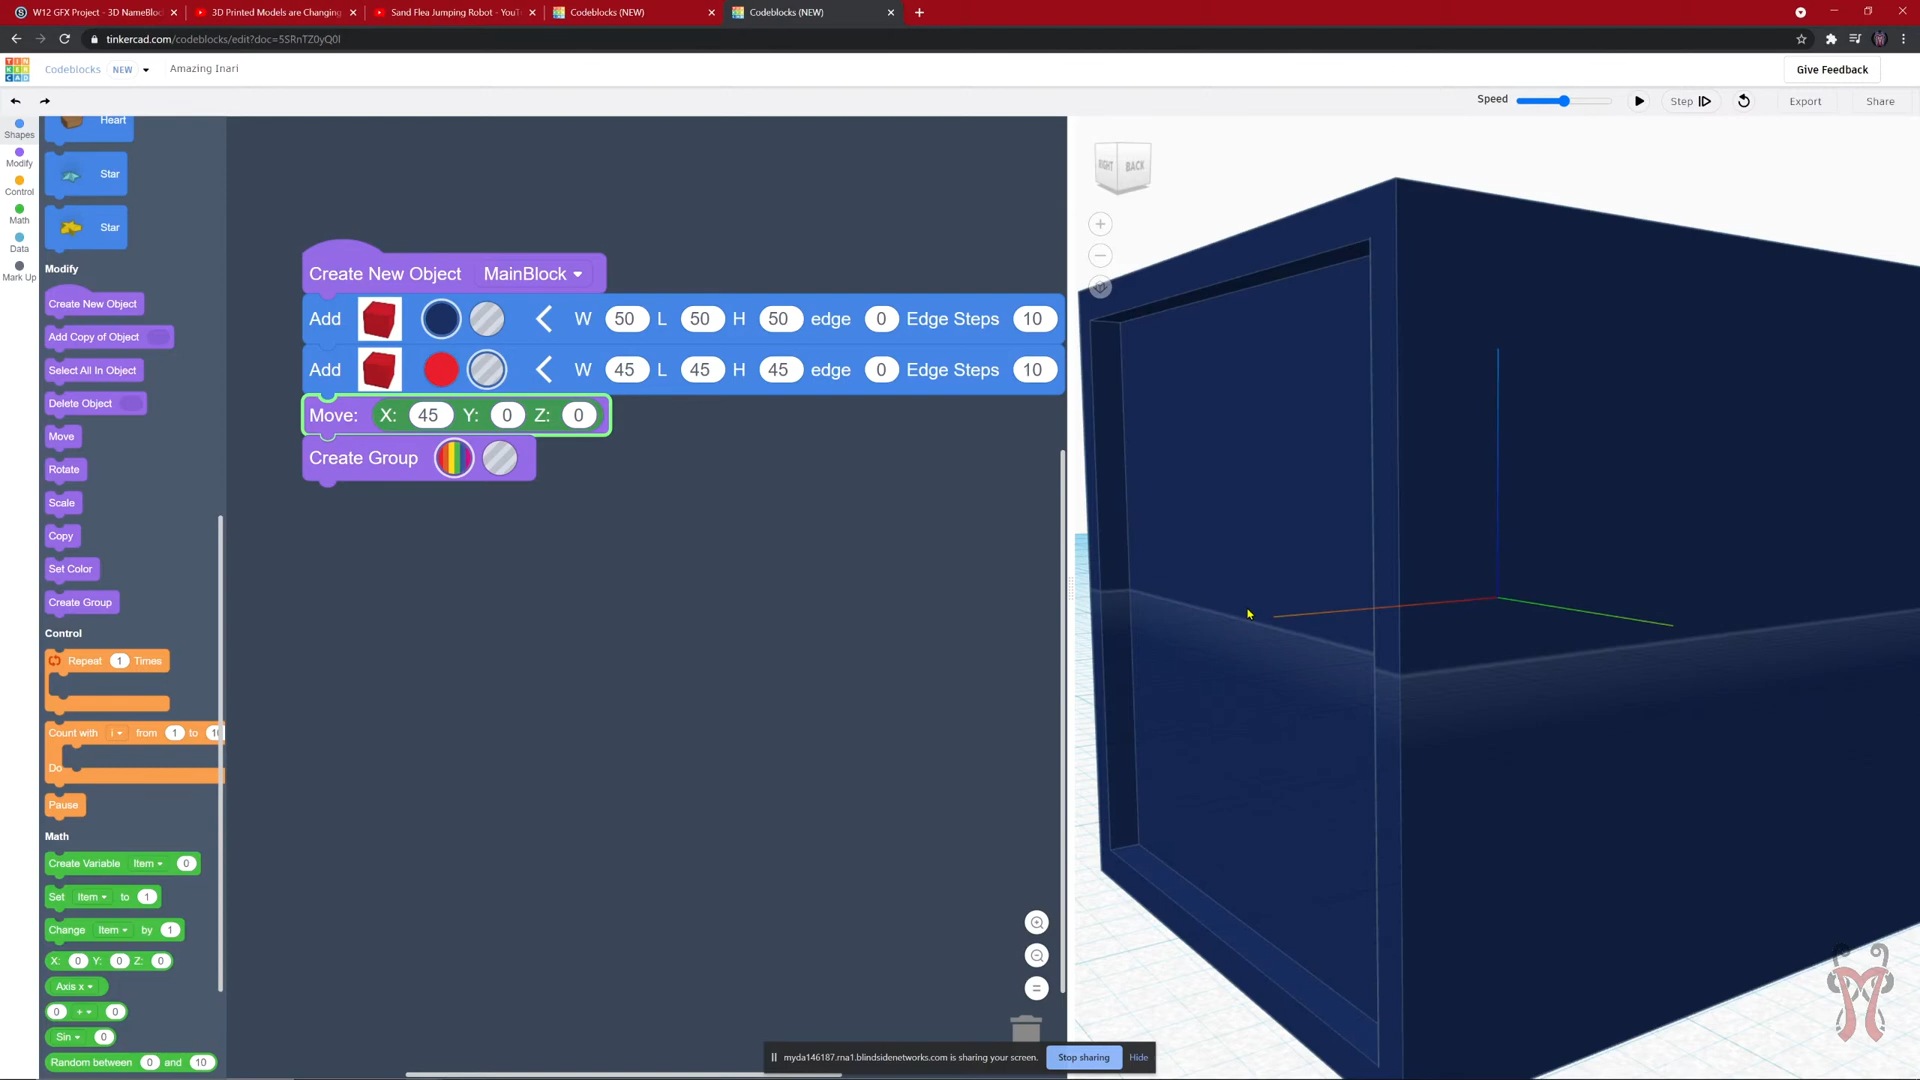 W12 GFX Project - 3D NameBloc
3D Printed Models are Changing
Sand Flea Jumping Robot - YouT
Codeblocks (NEW)
Codeblocks (NEW)
tinkercad.com/codeblocks/edit?doc=5SRnTZ0yQ0l
TIN
KER
CAD
Codeblocks NEW
Amazing Inari
Give Feedback
Speed
Step
Export
Share
Shapes
Modify
Control
Math
Data
Mark Up
Heart
Star
Star
Modify
Create New Object
Add Copy of Object
Select All In Object
Delete Object
Move
Rotate
Scale
Copy
Set Color
Create Group
Control
Repeat 1 Times
Count with i from 1 to 10
Do
Pause
Math
Create Variable Item 0
Set Item to 1
Change Item by 1
X: 0 Y: 0 Z: 0
Axis x
0 + 0
Sin 0
Random between 0 and 10
Create New Object MainBlock
Add W 50 L 50 H 50 edge 0 Edge Steps 10
Add W 45 L 45 H 45 edge 0 Edge Steps 10
Move: X: 45 Y: 0 Z: 0
Create Group
RIGHT BACK
myda146187.rna1.blindsidenetworks.com is sharing your screen.
Stop sharing
Hide